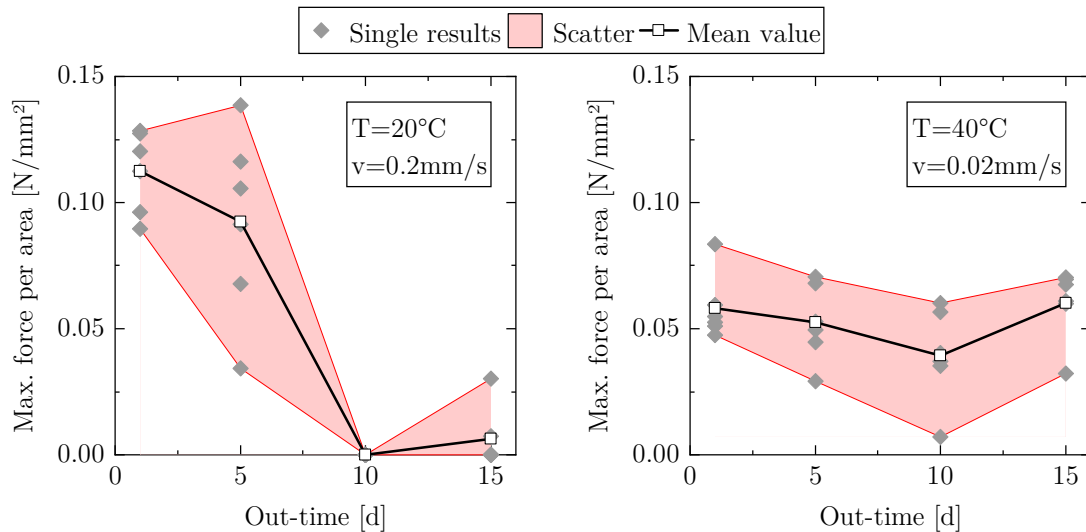 Single results Scatter Mean value
Max. force per area [N/mm²]
0.15
0.10
0.05
0.00
T=20°C
v=0.2mm/s
0 5 10 15
Out-time [d]
Max. force per area [N/mm²]
0.15
0.10
0.05
0.00
T=40°C
v=0.02mm/s
0 5 10 15
Out-time [d]